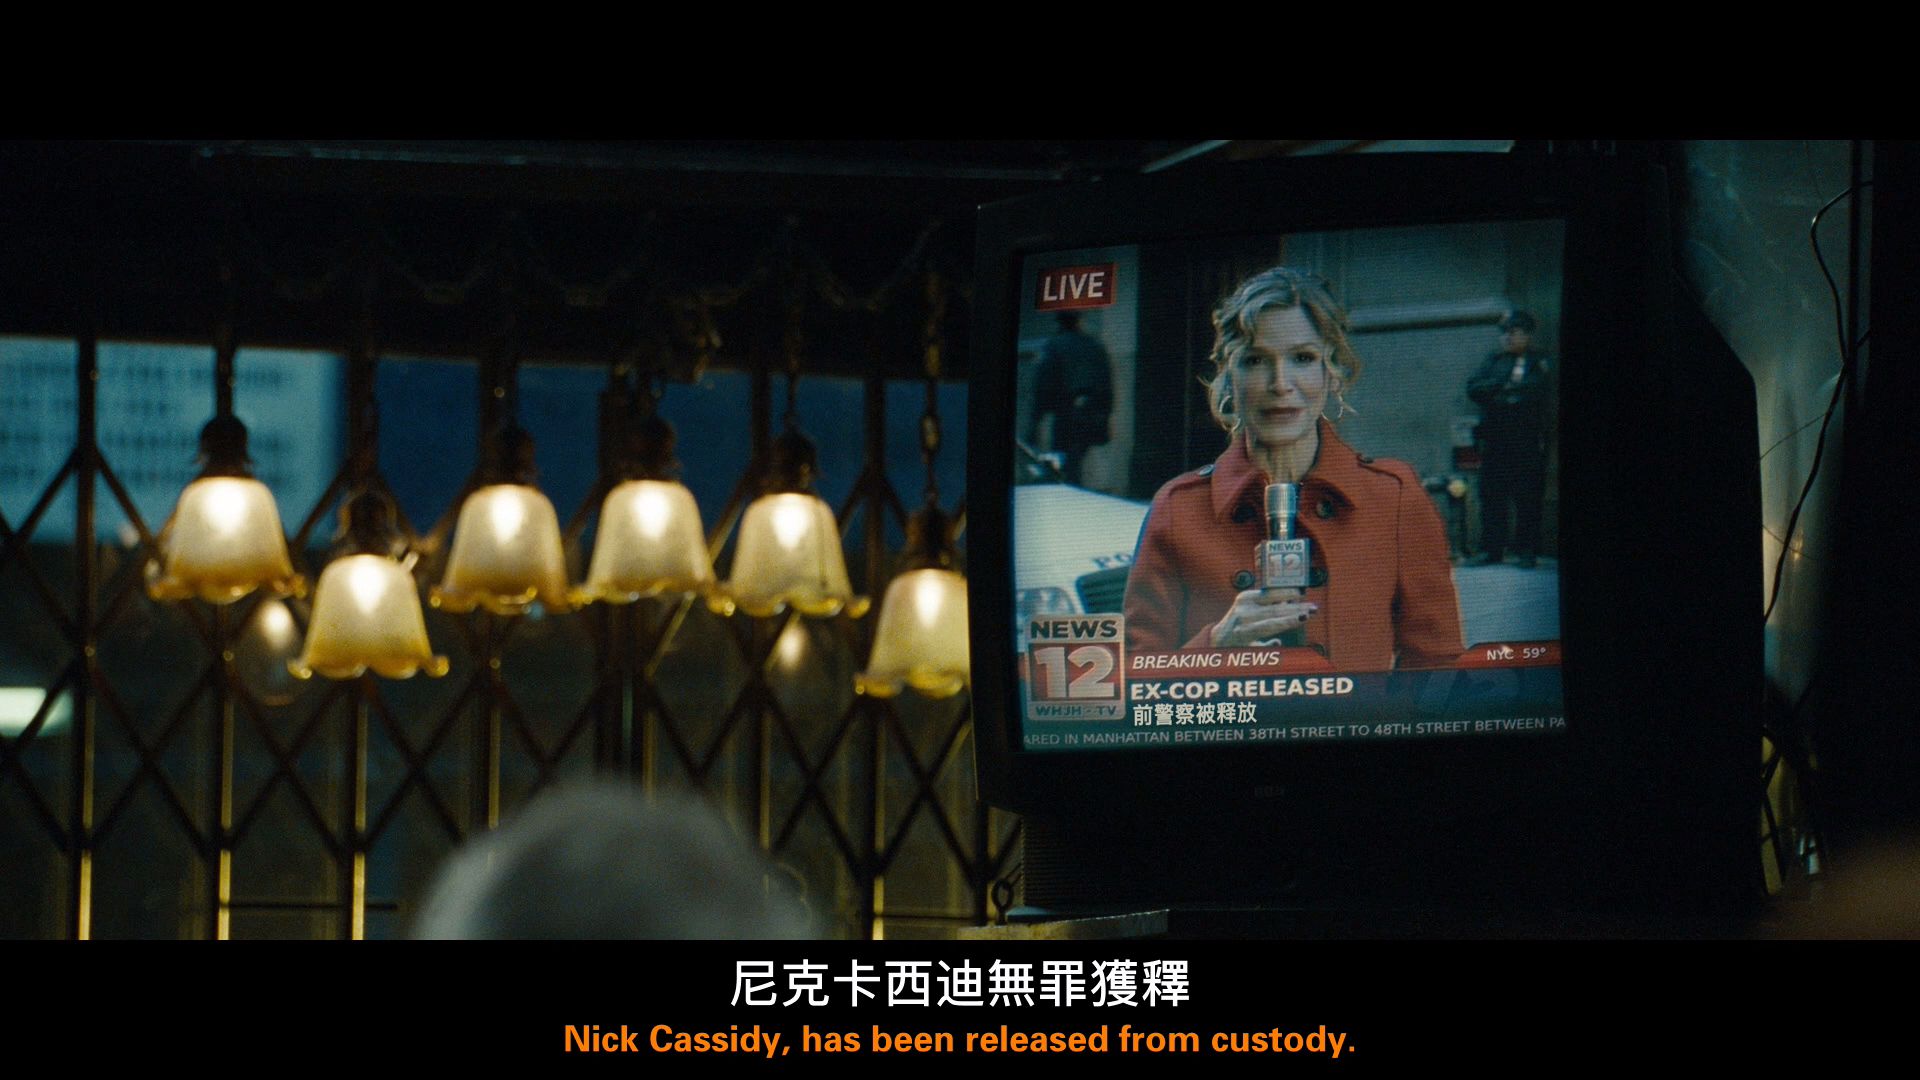 LIVE
PO
NEWS
12
NEWS
12
WHJH-TV
BREAKING NEWS
NYC 59°
EX-COP RELEASED
前警察被释放
ARED IN MANHATTAN BETWEEN 38TH STREET TO 48TH STREET BETWEEN PA
尼克卡西迪無罪獲釋
Nick Cassidy, has been released from custody.